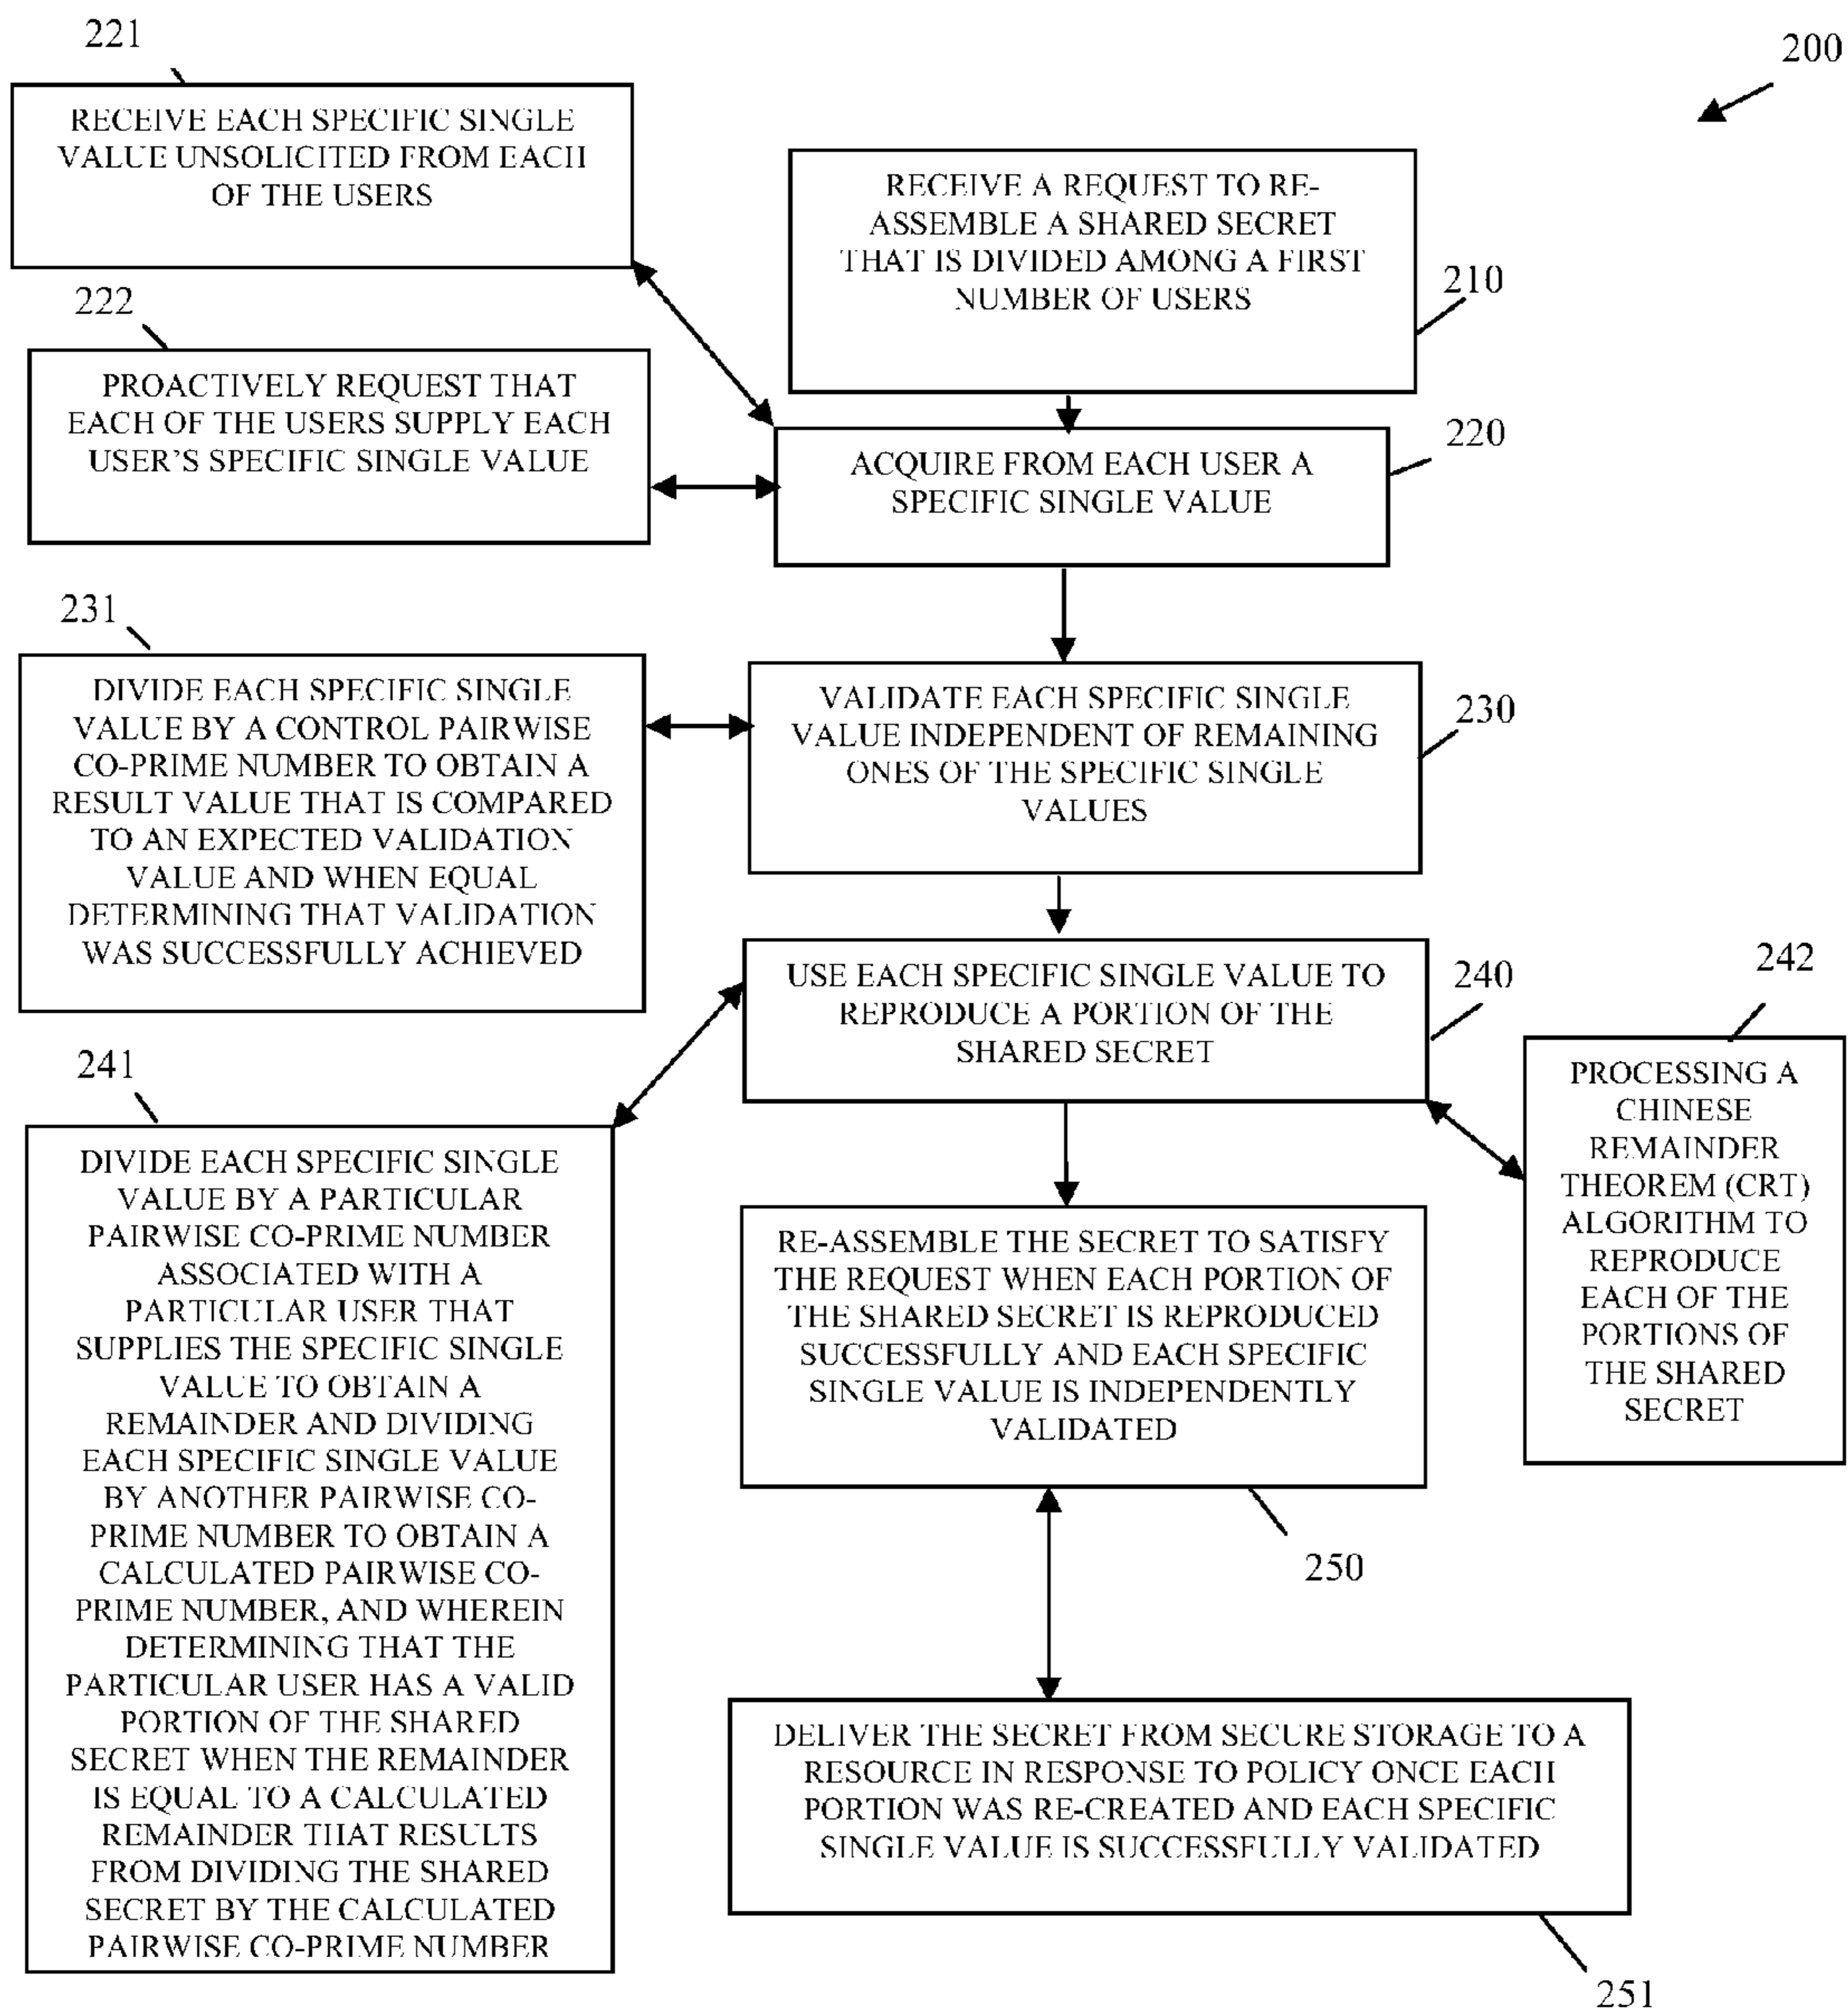 221
200
RECEIVE EACH SPECIFIC SINGLE
VALUE UNSOLICITED FROM EACH
OF THE USERS
RECEIVE A REQUEST TO RE-
ASSEMBLE A SHARED SECRET
THAT IS DIVIDED AMONG A FIRST
NUMBER OF USERS
210
222
PROACTIVELY REQUEST THAT
EACH OF THE USERS SUPPLY EACH
USER'S SPECIFIC SINGLE VALUE
220
ACQUIRE FROM EACH USER A
SPECIFIC SINGLE VALUE
231
DIVIDE EACH SPECIFIC SINGLE
VALUE BY A CONTROL PAIRWISE
CO-PRIME NUMBER TO OBTAIN A
RESULT VALUE THAT IS COMPARED
TO AN EXPECTED VALIDATION
VALUE AND WHEN EQUAL
DETERMINING THAT VALIDATION
WAS SUCCESSFULLY ACHIEVED
VALIDATE EACH SPECIFIC SINGLE
VALUE INDEPENDENT OF REMAINING
ONES OF THE SPECIFIC SINGLE
VALUES
230
USE EACH SPECIFIC SINGLE VALUE TO
REPRODUCE A PORTION OF THE
SHARED SECRET
240
242
PROCESSING A
CHINESE
REMAINDER
THEOREM (CRT)
ALGORITHM TO
REPRODUCE
EACH OF THE
PORTIONS OF
THE SHARED
SECRET
241
DIVIDE EACH SPECIFIC SINGLE
VALUE BY A PARTICULAR
PAIRWISE CO-PRIME NUMBER
ASSOCIATED WITH A
PARTICULAR USER THAT
SUPPLIES THE SPECIFIC SINGLE
VALUE TO OBTAIN A
REMAINDER AND DIVIDING
EACH SPECIFIC SINGLE VALUE
BY ANOTHER PAIRWISE CO-
PRIME NUMBER TO OBTAIN A
CALCULATED PAIRWISE CO-
PRIME NUMBER, AND WHEREIN
DETERMINING THAT THE
PARTICULAR USER HAS A VALID
PORTION OF THE SHARED
SECRET WHEN THE REMAINDER
IS EQUAL TO A CALCULATED
REMAINDER THAT RESULTS
FROM DIVIDING THE SHARED
SECRET BY THE CALCULATED
PAIRWISE CO-PRIME NUMBER
RE-ASSEMBLE THE SECRET TO SATISFY
THE REQUEST WHEN EACH PORTION OF
THE SHARED SECRET IS REPRODUCED
SUCCESSFULLY AND EACH SPECIFIC
SINGLE VALUE IS INDEPENDENTLY
VALIDATED
250
DELIVER THE SECRET FROM SECURE STORAGE TO A
RESOURCE IN RESPONSE TO POLICY ONCE EACH
PORTION WAS RE-CREATED AND EACH SPECIFIC
SINGLE VALUE IS SUCCESSFULLY VALIDATED
251